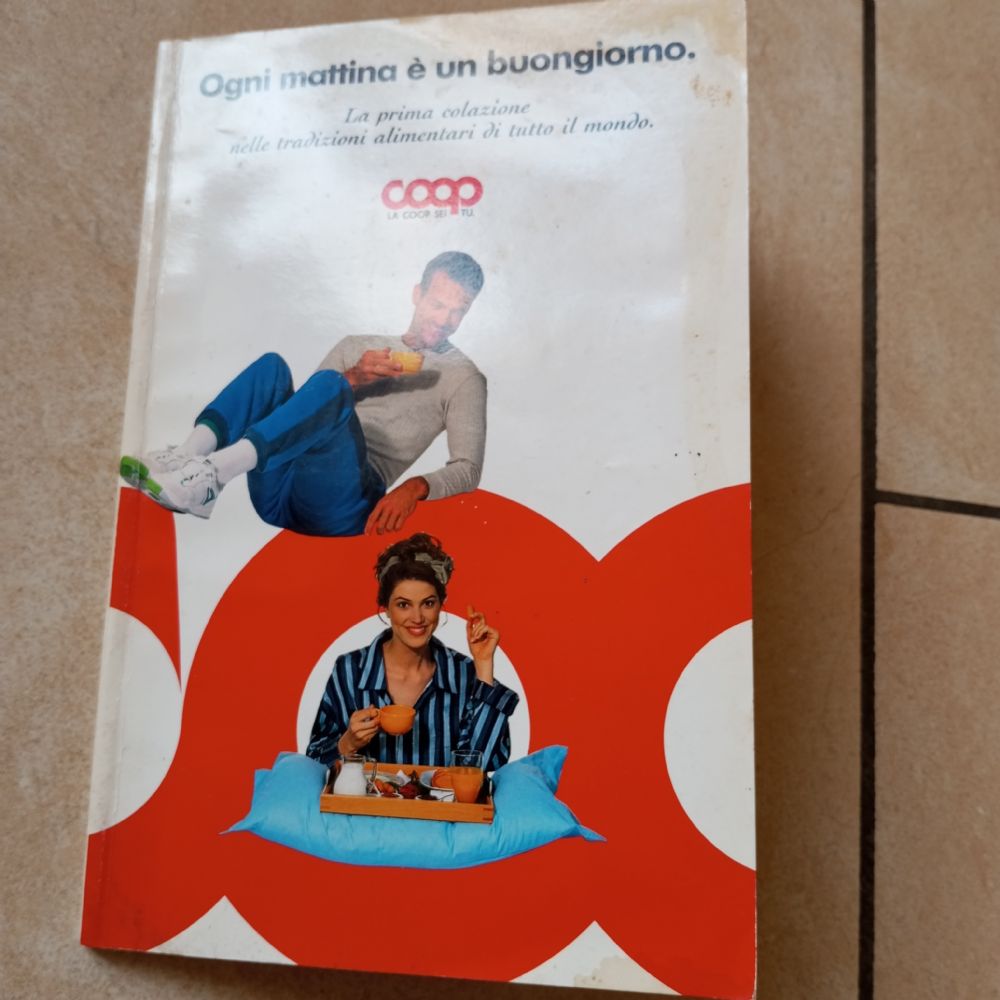 Ogni mattina è un buongiorno.
La prima colazione
nelle tradizioni alimentari di tutto il mondo.
coop
LA COOP SEI TU.